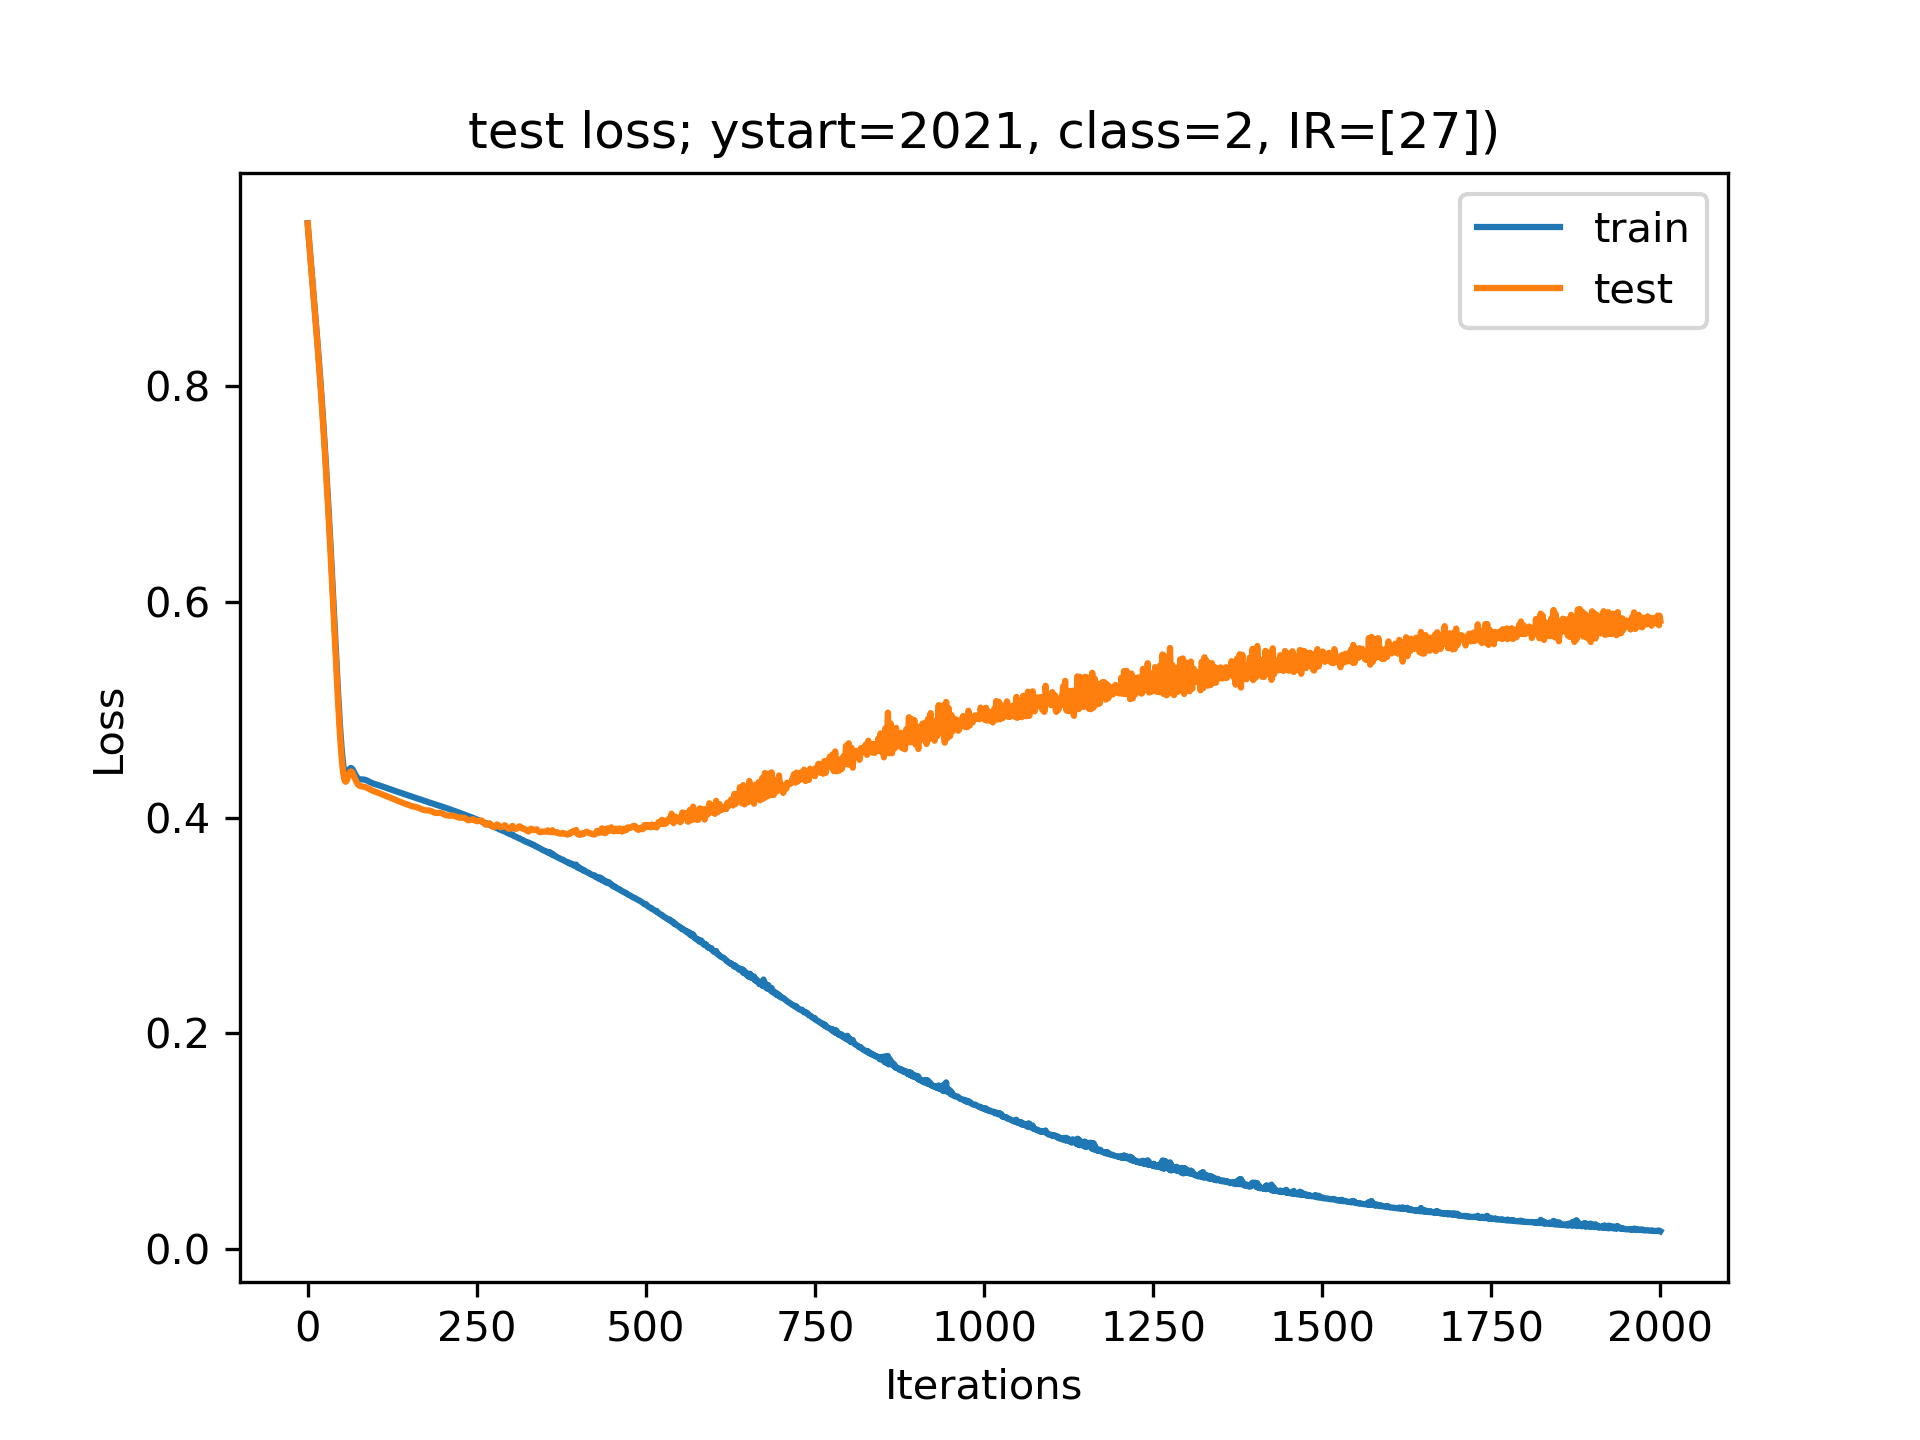 test loss; ystart=2021, class=2, IR=[27])
train
test
0.8
0.6
0.4
0.2
0.0
Loss
0 250 500 750 1000 1250 1500 1750 2000
Iterations